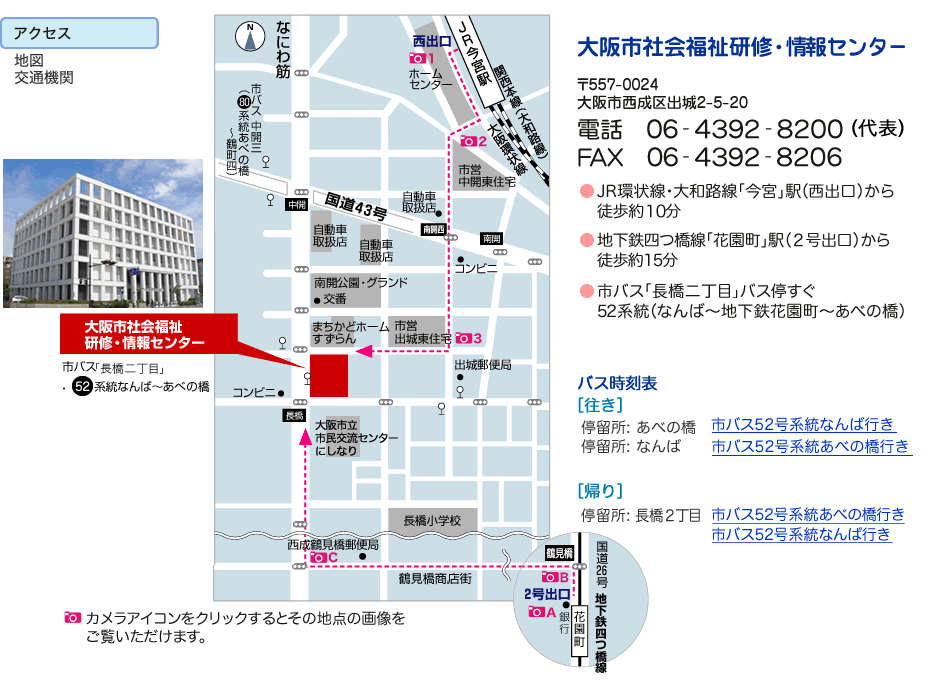 アクセス
地図
交通機関
大阪市社会福祉研修・情報センター
〒557-0024
大阪市西成区出城2-5-20
電話 06-4392-8200（代表）
FAX 06-4392-8206
JR環状線・大和路線「今宮」駅（西出口）から
徒歩約10分
地下鉄四つ橋線「花園町」駅（２号出口）から
徒歩約15分
市バス「長橋二丁目」バス停すぐ
52系統（なんば～地下鉄花園町～あべの橋）
バス時刻表
［往き］
停留所: あべの橋 市バス52号系統なんば行き
停留所: なんば 市バス52号系統あべの橋行き
［帰り］
停留所: 長橋２丁目 市バス52号系統あべの橋行き
市バス52号系統なんば行き
N
なにわ筋
西出口
1
ホーム
センター
JR今宮駅
関西本線（大和路線）
大阪環状線
2
市営
中開東住宅
市バス 中開三
（80系統あべの橋
～鶴町四）
中開
国道43号
自動車
取扱店
南開西
南開
コンビニ
自動車
取扱店
自動車
取扱店
南開公園・グランド
交番
まちかどホーム
すずらん
市営
出城東住宅
3
大阪市社会福祉
研修・情報センター
市バス「長橋二丁目」
・52系統なんば～あべの橋
出城郵便局
コンビニ
長橋
大阪市立
市民交流センター
にしなり
長橋小学校
西成鶴見橋郵便局
C
鶴見橋商店街
鶴見橋
B
2号出口
A
銀行
花園町
国道26号
地下鉄四つ橋線
カメラアイコンをクリックするとその地点の画像を
ご覧いただけます。